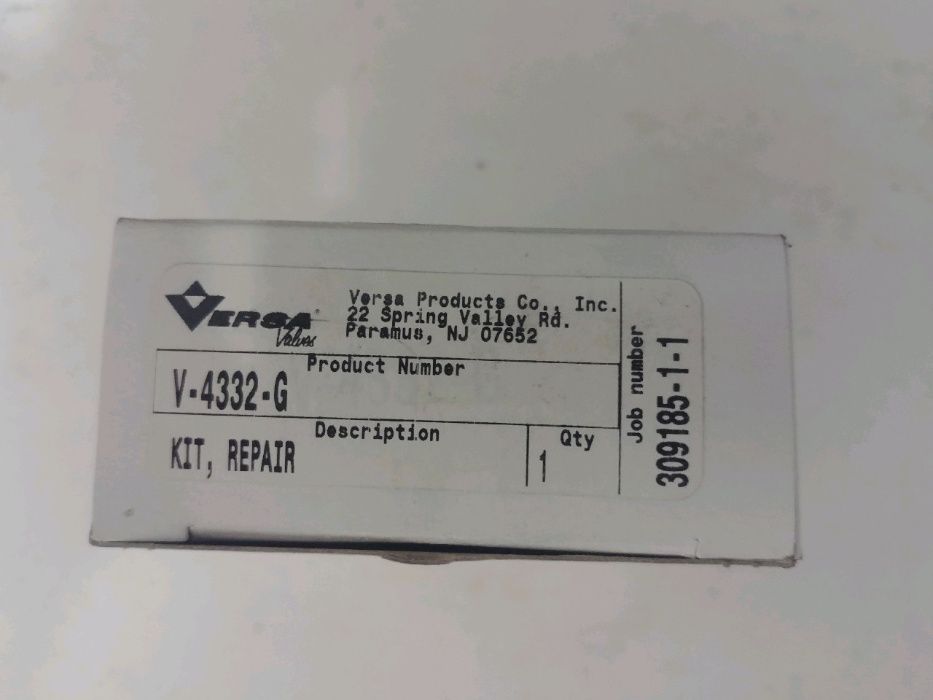 VERSA®
Valves
Versa Products Co., Inc.
22 Spring Valley Rd.
Paramus, NJ 07652
Product Number
V-4332-G
Description
KIT, REPAIR
Qty
1
Job number
309185-1-1